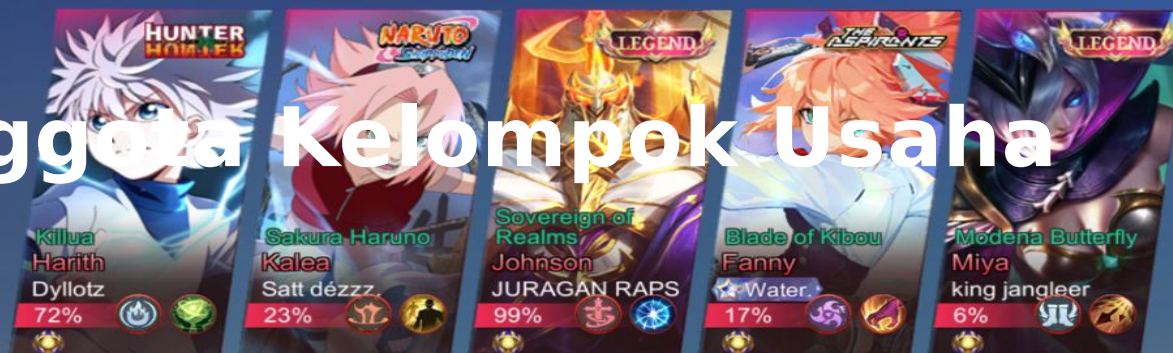 HUNTER
HUNTER
NARUTO
SHIPPUDEN
LEGEND
THE
ASPIRANTS
LEGEND
ggota Kelompok Usaha
Killua
Harith
Dyllotz
72%
Sakura Haruno
Kalea
Satt dézzz.
23%
Sovereign of
Realms
Johnson
JURAGAN RAPS
99%
Blade of Kibou
Fanny
Water.
17%
Modena Butterfly
Miya
king jangleer
6%